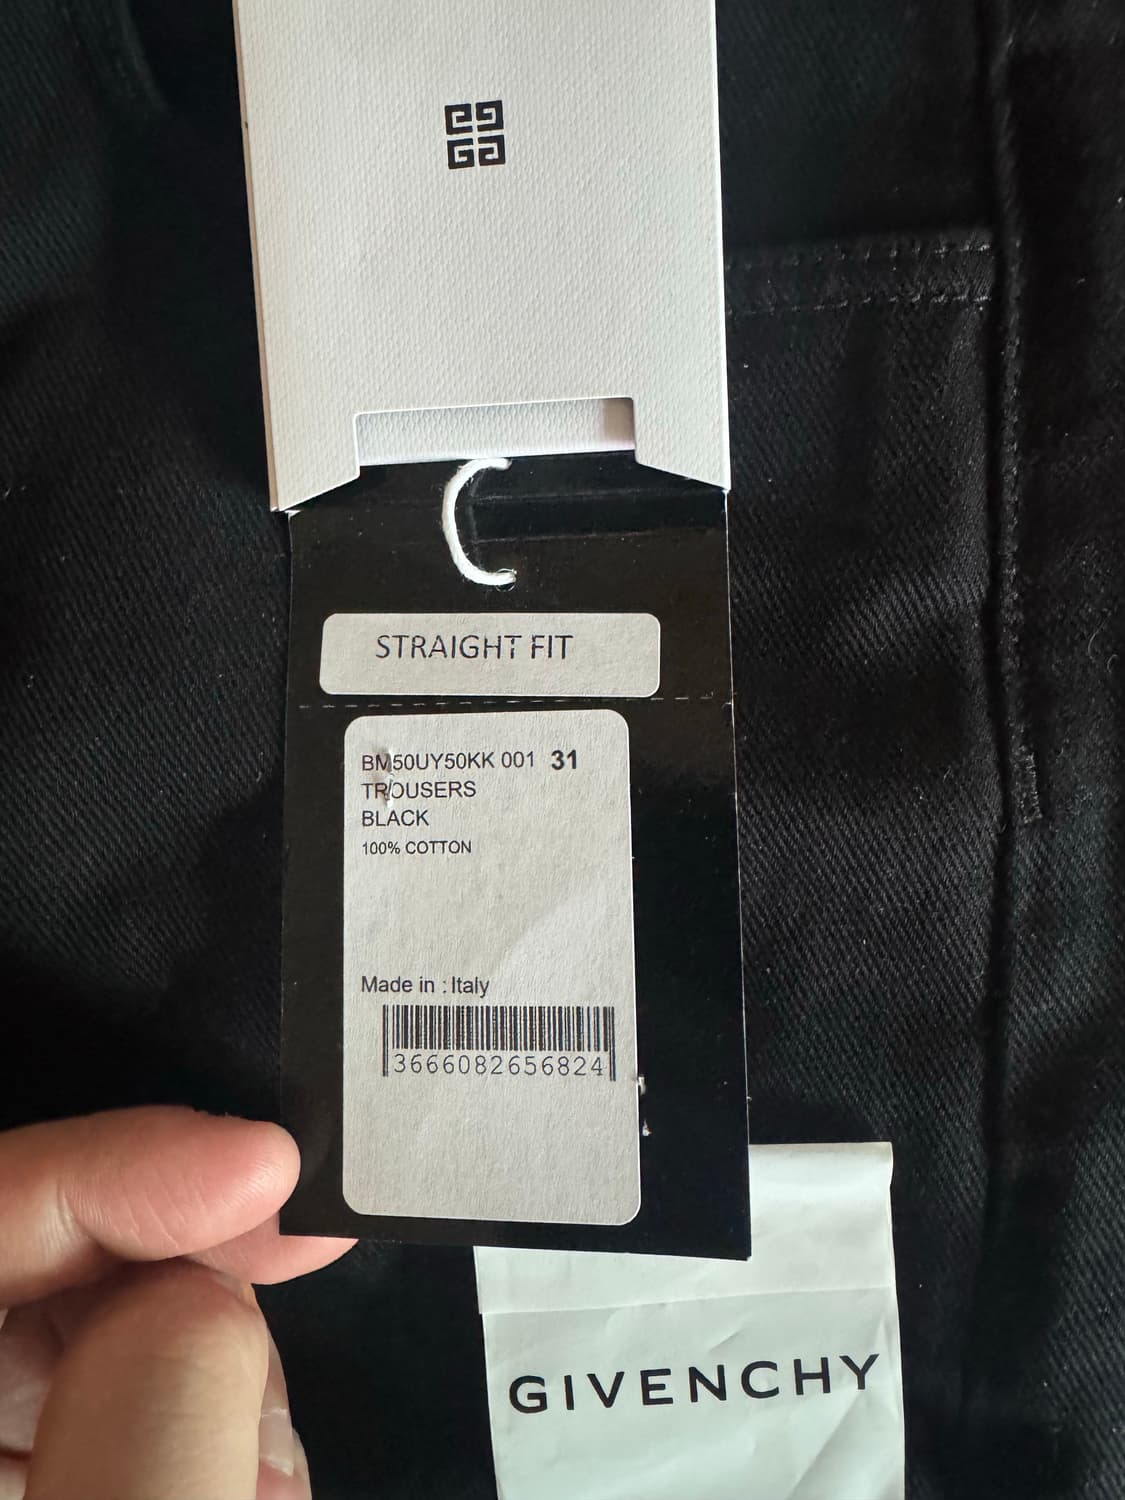 STRAIGHT FIT
BM50UY50KK 001 31
TROUSERS
BLACK
100% COTTON
Made in : Italy
3666082656824
GIVENCHY